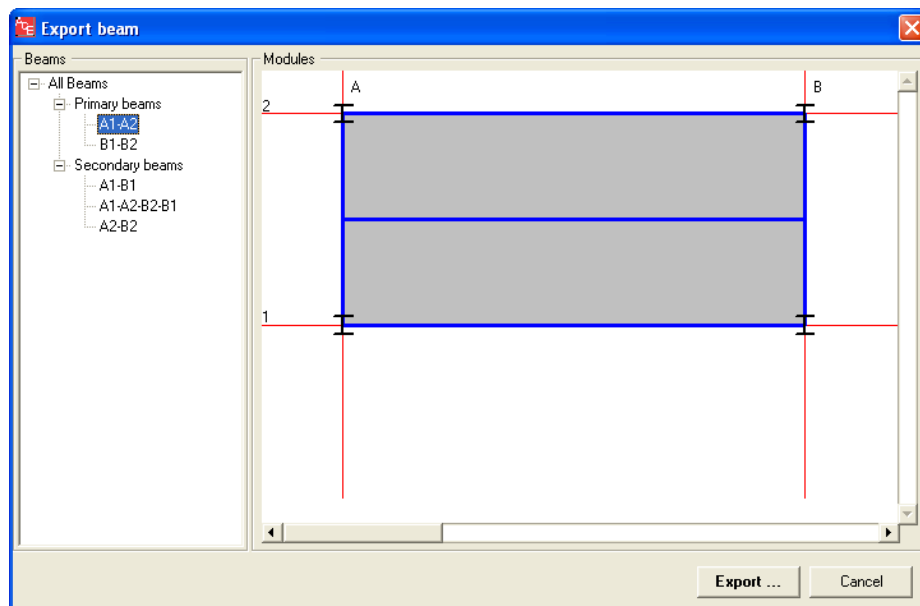 Export beam
Beams
All Beams
Primary beams
A1-A2
B1-B2
Secondary beams
A1-B1
A1-A2-B2-B1
A2-B2
Modules
A
B
2
1
Export ...
Cancel